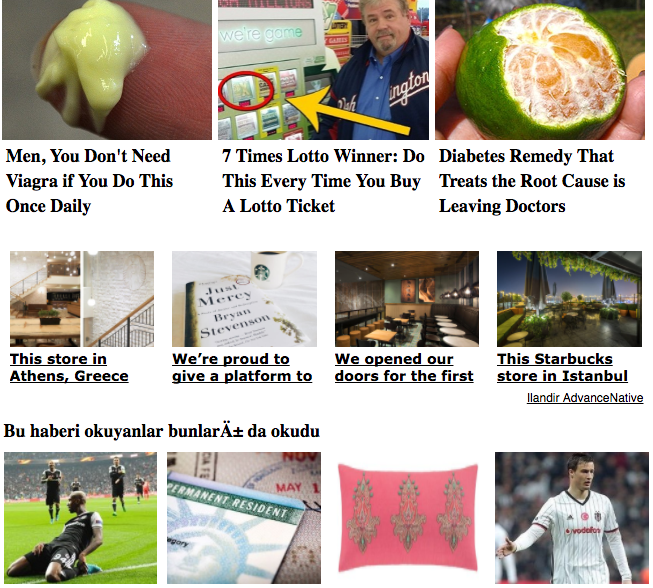 we're game
Wash ington
Men, You Don't Need
Viagra if You Do This
Once Daily
7 Times Lotto Winner: Do
This Every Time You Buy
A Lotto Ticket
Diabetes Remedy That
Treats the Root Cause is
Leaving Doctors
Just
Mercy
Bryan
Stevenson
This store in
Athens, Greece
We're proud to
give a platform to
We opened our
doors for the first
This Starbucks
store in Istanbul
Ilandir AdvanceNative
Bu haberi okuyanlar bunlarÄ± da okudu
MAY 1
PERMANENT RESIDENT
vodafone